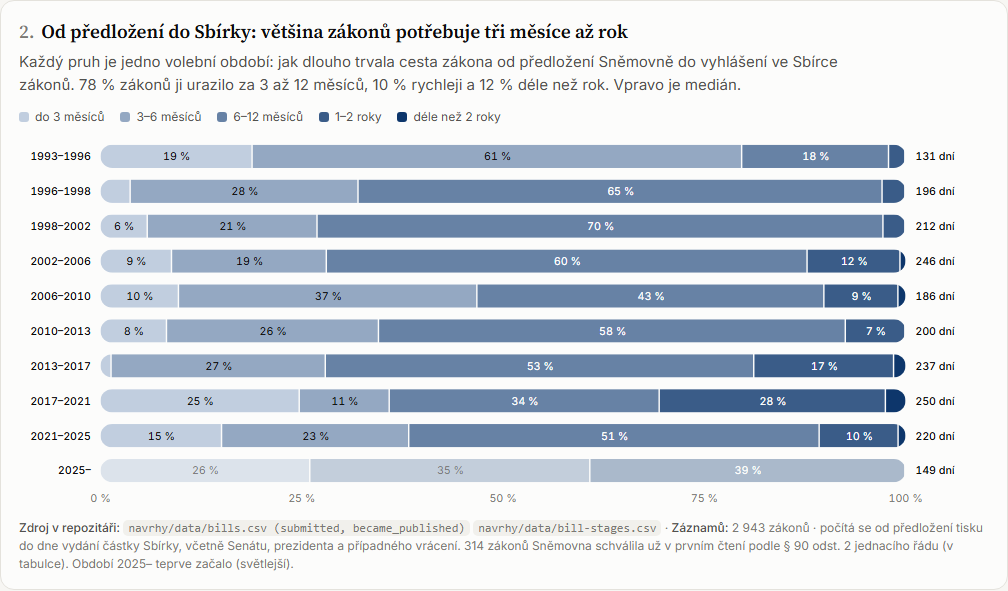 2. Od předložení do Sbírky: většina zákonů potřebuje tři měsíce až rok
Každý pruh je jedno volební období: jak dlouho trvala cesta zákona od předložení Sněmovně do vyhlášení ve Sbírce
zákonů. 78 % zákonů ji urazilo za 3 až 12 měsíců, 10 % rychleji a 12 % déle než rok. Vpravo je medián.
do 3 měsíců 3–6 měsíců 6–12 měsíců 1–2 roky déle než 2 roky
1993–1996 19 % 61 % 18 % 131 dní
1996–1998 28 % 65 % 196 dní
1998–2002 6 % 21 % 70 % 212 dní
2002–2006 9 % 19 % 60 % 12 % 246 dní
2006–2010 10 % 37 % 43 % 9 % 186 dní
2010–2013 8 % 26 % 58 % 7 % 200 dní
2013–2017 27 % 53 % 17 % 237 dní
2017–2021 25 % 11 % 34 % 28 % 250 dní
2021–2025 15 % 23 % 51 % 10 % 220 dní
2025– 26 % 35 % 39 % 149 dní
0 % 25 % 50 % 75 % 100 %
Zdroj v repozitáři: navrhy/data/bills.csv (submitted, became_published) navrhy/data/bill-stages.csv · Záznamů: 2 943 zákonů · počítá se od předložení tisku
do dne vydání částky Sbírky, včetně Senátu, prezidenta a případného vrácení. 314 zákonů Sněmovna schválila už v prvním čtení podle § 90 odst. 2 jednacího řádu (v
tabulce). Období 2025– teprve začalo (světlejší).